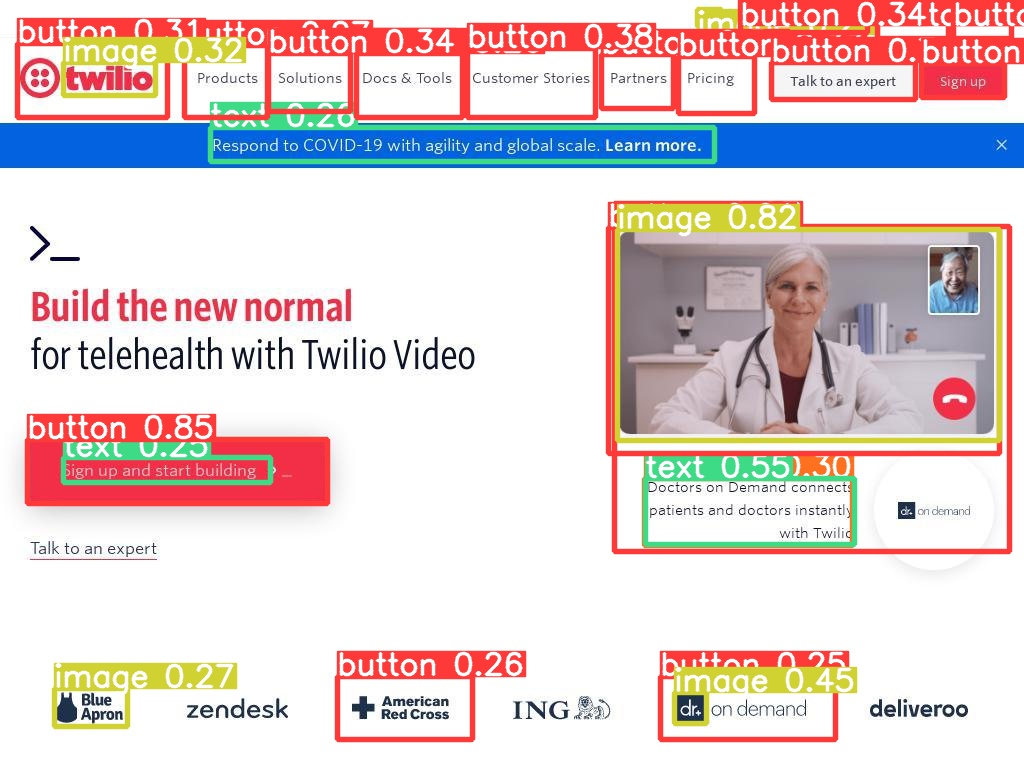 button 0.31
button 0.34
button 0.38
button 0.34
image 0.32
button 0.
button
twilio
Products
Solutions
Docs & Tools
Customer Stories
Partners
Pricing
Talk to an expert
Sign up
text 0.26
Respond to COVID-19 with agility and global scale. Learn more.
×
image 0.82
>_
Build the new normal
for telehealth with Twilio Video
button 0.85
text 0.25
Sign up and start building
text 0.55
0.30
Doctors on Demand connects
patients and doctors instantly
with Twilio
dr+ on demand
Talk to an expert
image 0.27
button 0.26
button 0.25
image 0.45
Blue
Apron
zendesk
American
Red Cross
ING
dr+ on demand
deliveroo